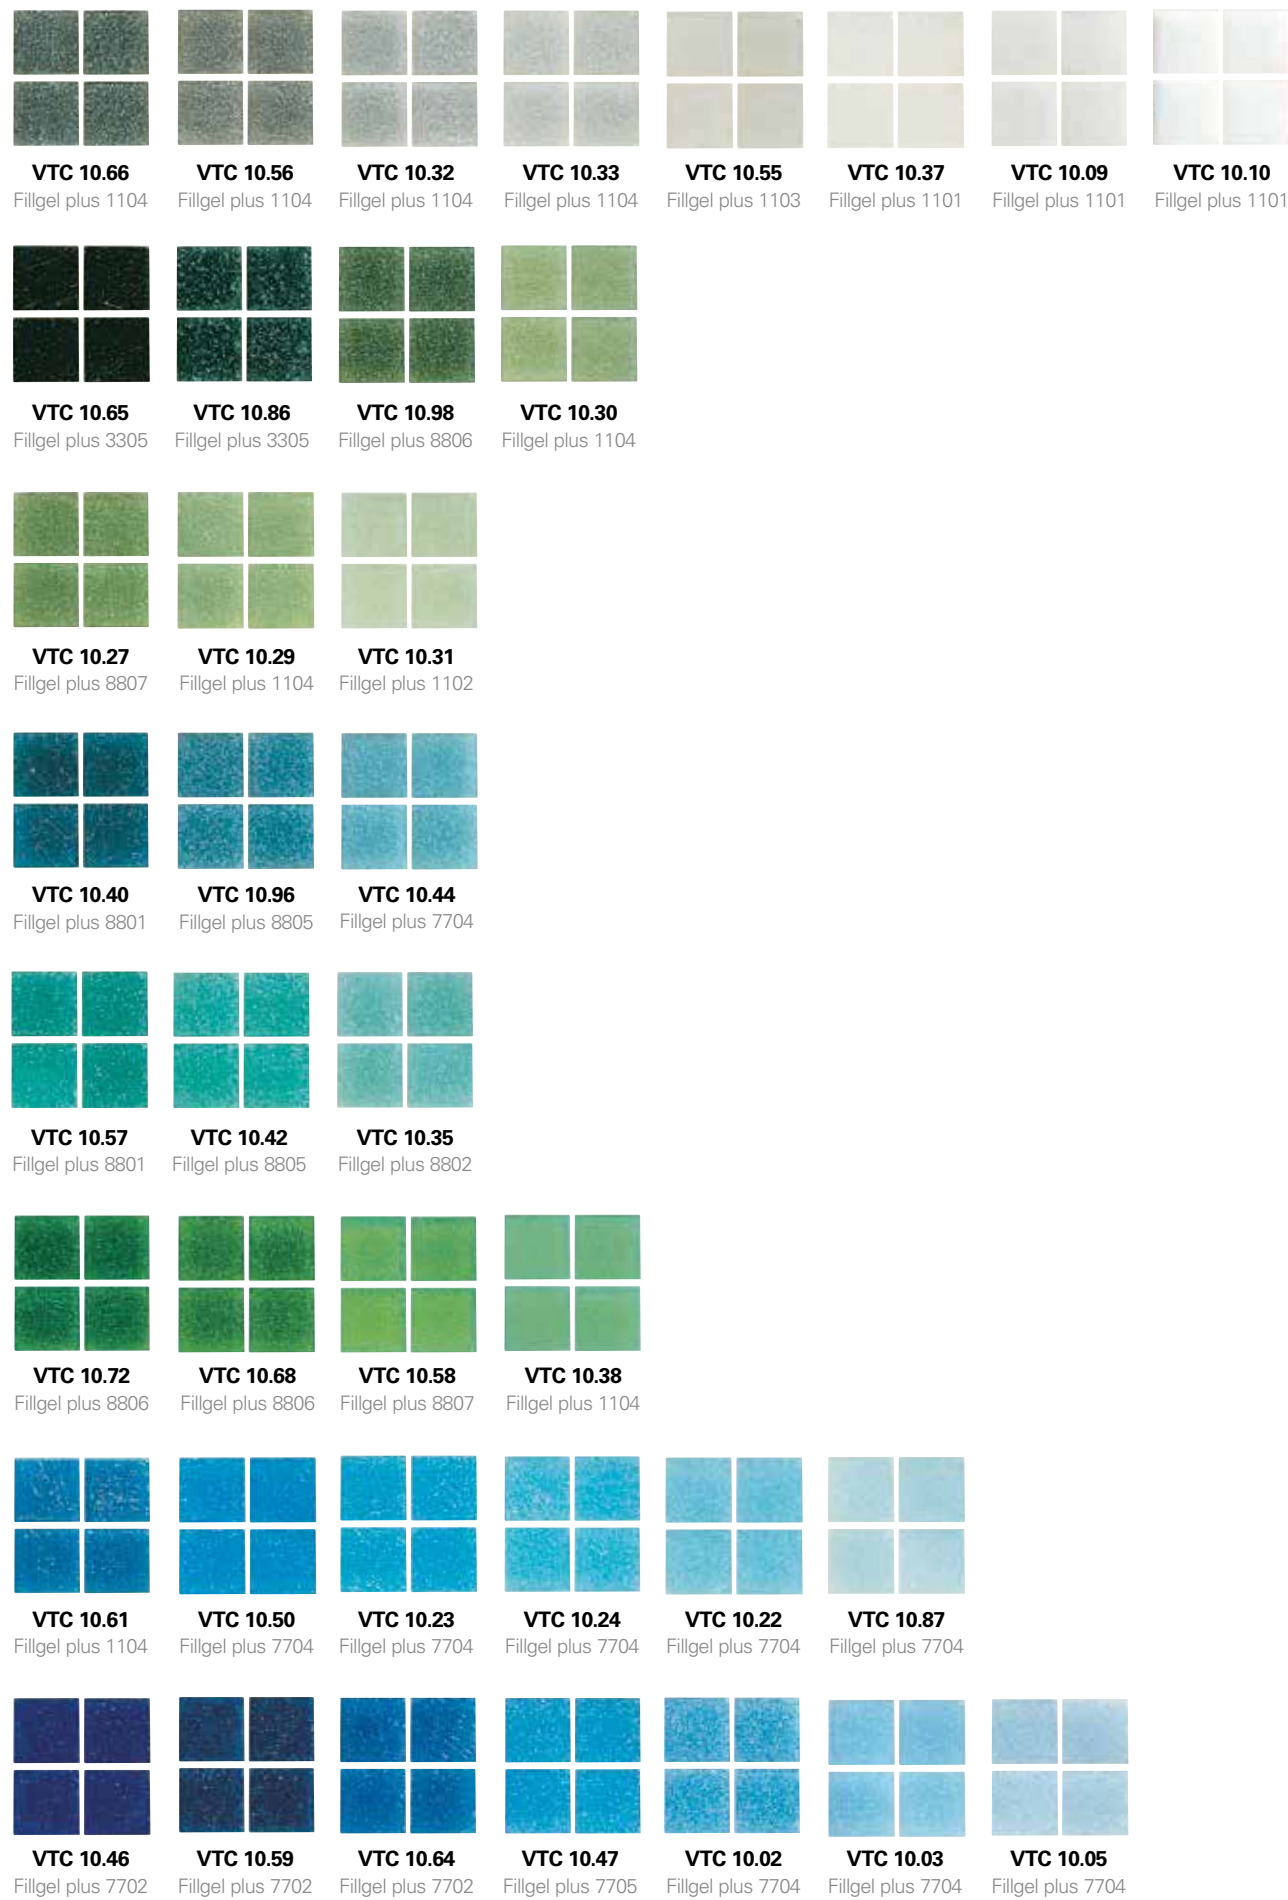 VTC 10.66 VTC 10.56 VTC 10.32 VTC 10.33 VTC 10.55 VTC 10.37 VTC 10.09 VTC 10.10
Fillgel plus 1104 Fillgel plus 1104 Fillgel plus 1104 Fillgel plus 1104 Fillgel plus 1103 Fillgel plus 1101 Fillgel plus 1101 Fillgel plus 1101
VTC 10.65 VTC 10.86 VTC 10.98 VTC 10.30
Fillgel plus 3305 Fillgel plus 3305 Fillgel plus 8806 Fillgel plus 1104
VTC 10.27 VTC 10.29 VTC 10.31
Fillgel plus 8807 Fillgel plus 1104 Fillgel plus 1102
VTC 10.40 VTC 10.96 VTC 10.44
Fillgel plus 8801 Fillgel plus 8805 Fillgel plus 7704
VTC 10.57 VTC 10.42 VTC 10.35
Fillgel plus 8801 Fillgel plus 8805 Fillgel plus 8802
VTC 10.72 VTC 10.68 VTC 10.58 VTC 10.38
Fillgel plus 8806 Fillgel plus 8806 Fillgel plus 8807 Fillgel plus 1104
VTC 10.61 VTC 10.50 VTC 10.23 VTC 10.24 VTC 10.22 VTC 10.87
Fillgel plus 1104 Fillgel plus 7704 Fillgel plus 7704 Fillgel plus 7704 Fillgel plus 7704 Fillgel plus 7704
VTC 10.46 VTC 10.59 VTC 10.64 VTC 10.47 VTC 10.02 VTC 10.03 VTC 10.05
Fillgel plus 7702 Fillgel plus 7702 Fillgel plus 7702 Fillgel plus 7705 Fillgel plus 7704 Fillgel plus 7704 Fillgel plus 7704